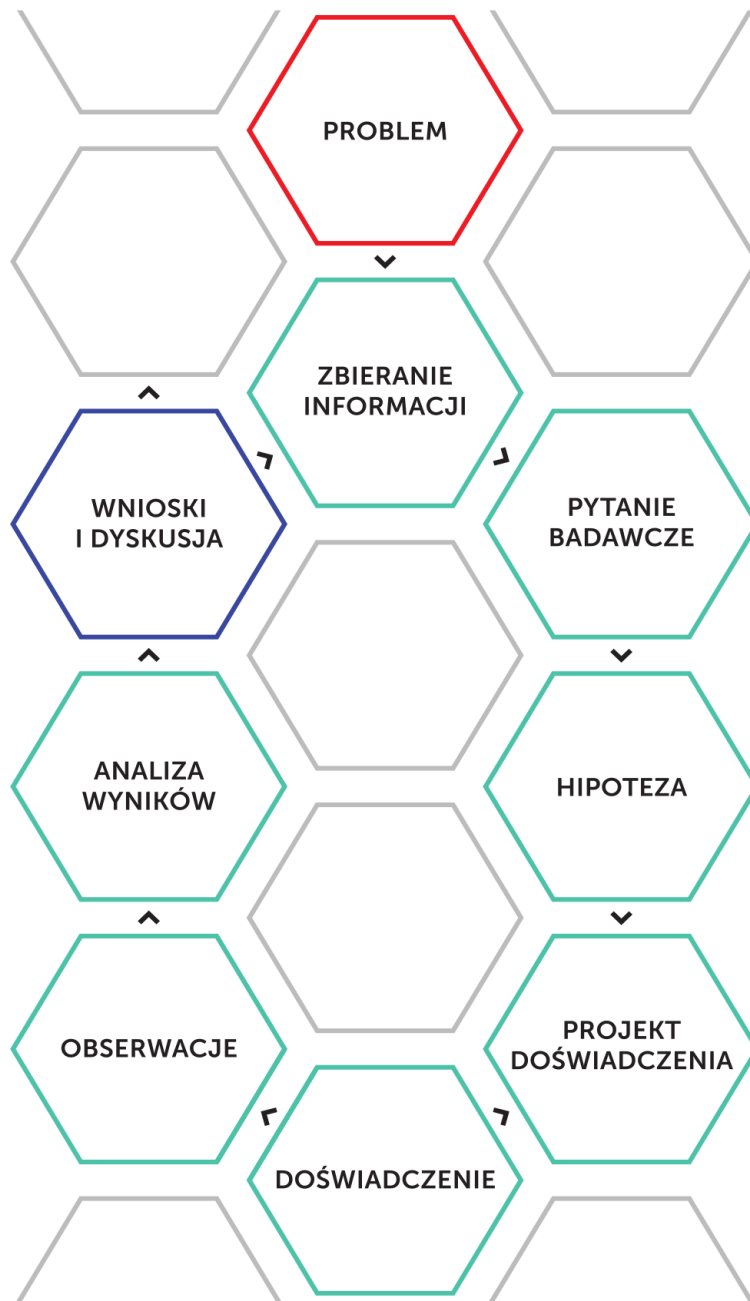 PROBLEM
ZBIERANIE
INFORMACJI
WNIOSKI
I DYSKUSJA
PYTANIE
BADAWCZE
ANALIZA
WYNIKÓW
HIPOTEZA
OBSERWACJE
PROJEKT
DOŚWIADCZENIA
DOŚWIADCZENIE